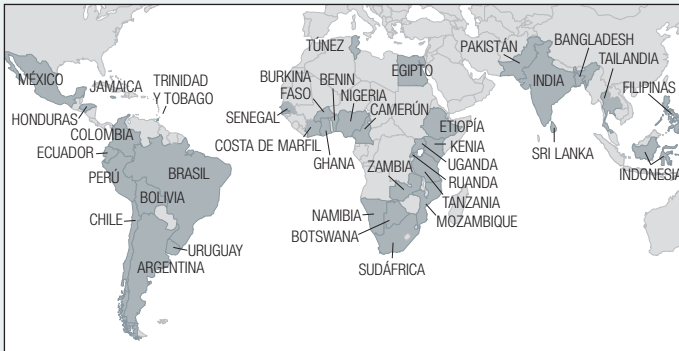 MÉXICO
JAMAICA
TRINIDAD
Y TOBAGO
HONDURAS
COLOMBIA
ECUADOR
PERÚ
BRASIL
BOLIVIA
CHILE
URUGUAY
ARGENTINA
TÚNEZ
EGIPTO
BURKINA
FASO
BENIN
NIGERIA
SENEGAL
CAMERÚN
COSTA DE MARFIL
GHANA
ETIOPÍA
KENIA
UGANDA
RUANDA
ZAMBIA
TANZANIA
MOZAMBIQUE
NAMIBIA
BOTSWANA
SUDÁFRICA
PAKISTÁN
BANGLADESH
TAILANDIA
INDIA
FILIPINAS
SRI LANKA
INDONESIA